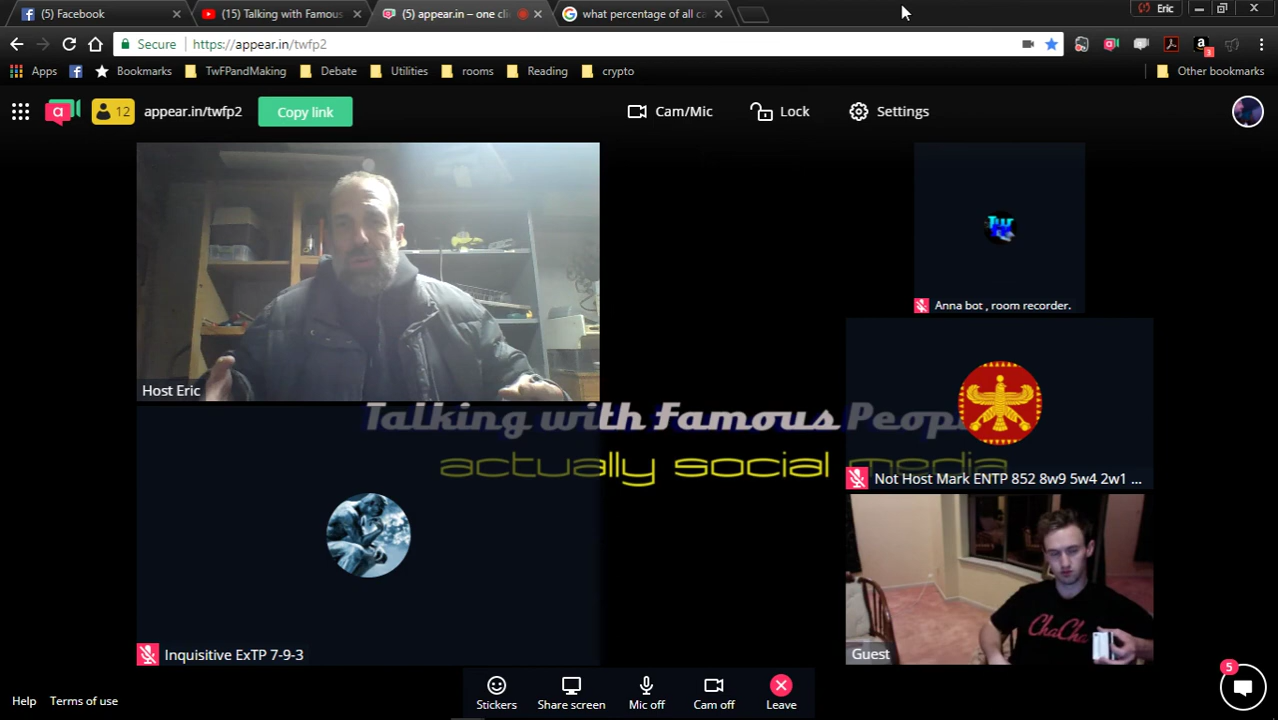 (5) Facebook
(15) Talking with Famous
(5) appear.in – one cli
what percentage of all ca
Eric
Secure
https://appear.in/twfp2
3
Apps
Bookmarks
TwFPandMaking
Debate
Utilities
rooms
Reading
crypto
Other bookmarks
a
12
appear.in/twfp2
Copy link
Cam/Mic
Lock
Settings
Host Eric
Anna bot , room recorder.
Talking with Famous Peop
actually social media
Not Host Mark ENTP 852 8w9 5w4 2w1 ...
Inquisitive ExTP 7-9-3
ChaCha
Guest
Help
Terms of use
Stickers
Share screen
Mic off
Cam off
Leave
5